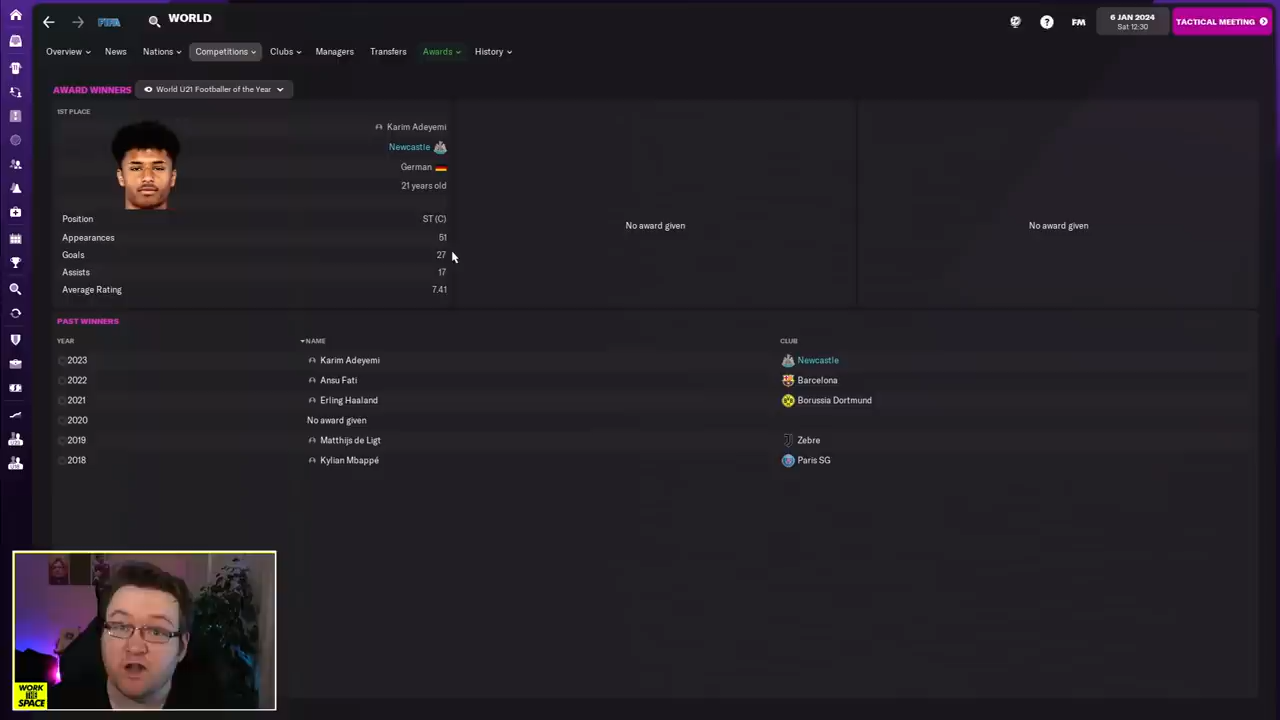 FIFA WORLD
6 JAN 2024
Sat 12:30
TACTICAL MEETING
FM
Overview News Nations Competitions Clubs Managers Transfers Awards History
AWARD WINNERS World U21 Footballer of the Year
1ST PLACE
Karim Adeyemi
Newcastle
German
21 years old
Position ST (C)
Appearances 51
Goals 27
Assists 17
Average Rating 7.41
No award given
No award given
PAST WINNERS
YEAR NAME CLUB
2023 Karim Adeyemi Newcastle
2022 Ansu Fati Barcelona
2021 Erling Haaland Borussia Dortmund
2020 No award given
2019 Matthijs de Ligt Zebre
2018 Kylian Mbappé Paris SG
WORK
THE
SPACE